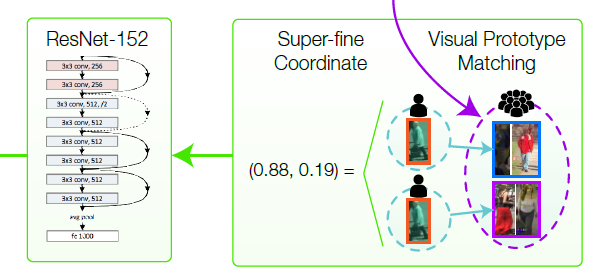 ResNet-152
3x3 conv, 256
3x3 conv, 256
3x3 conv, 512, /2
3x3 conv, 512
3x3 conv, 512
3x3 conv, 512
3x3 conv, 512
3x3 conv, 512
avg pool
fc 1000
Super-fine
Coordinate
Visual Prototype
Matching
(0.88, 0.19) =